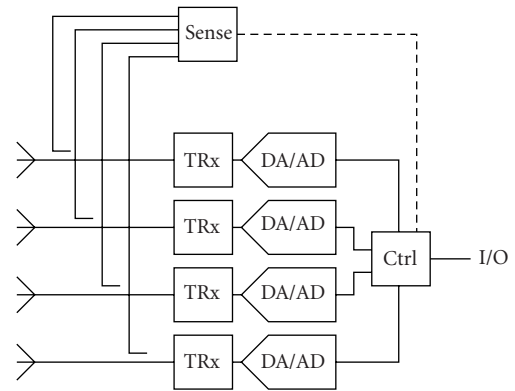 Sense
TRx
DA/AD
TRx
DA/AD
Ctrl
I/O
TRx
DA/AD
TRx
DA/AD